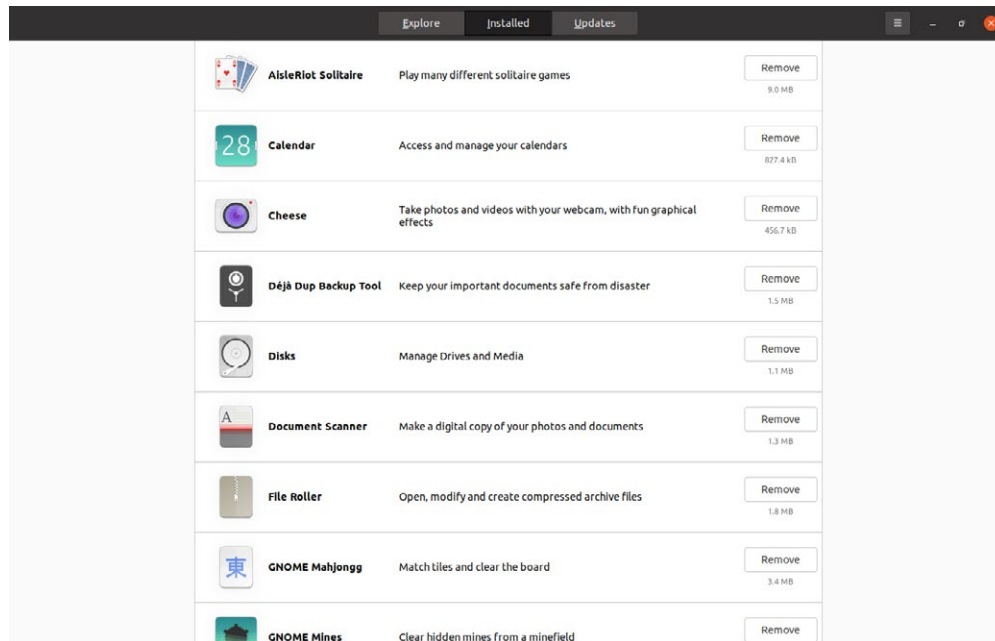 Explore
Installed
Updates
AisleRiot Solitaire
Play many different solitaire games
Remove
9.0 MB
28
Calendar
Access and manage your calendars
Remove
827.4 kB
Cheese
Take photos and videos with your webcam, with fun graphical
effects
Remove
456.7 kB
Déjà Dup Backup Tool
Keep your important documents safe from disaster
Remove
1.5 MB
Disks
Manage Drives and Media
Remove
1.1 MB
A
Document Scanner
Make a digital copy of your photos and documents
Remove
1.3 MB
File Roller
Open, modify and create compressed archive files
Remove
1.8 MB
東
GNOME Mahjongg
Match tiles and clear the board
Remove
3.4 MB
GNOME Mines
Clear hidden mines from a minefield
Remove